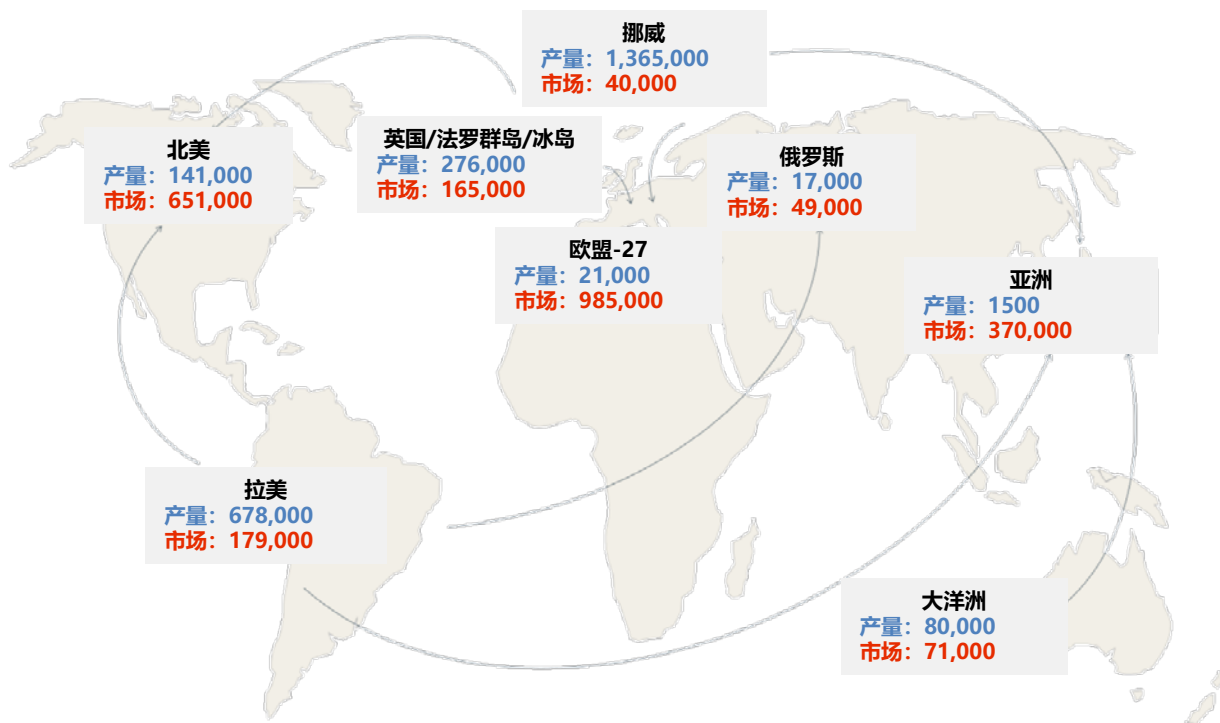 挪威
产量：1,365,000
市场：40,000
北美
产量：141,000
市场：651,000
英国/法罗群岛/冰岛
产量：276,000
市场：165,000
俄罗斯
产量：17,000
市场：49,000
欧盟-27
产量：21,000
市场：985,000
亚洲
产量：1500
市场：370,000
拉美
产量：678,000
市场：179,000
大洋洲
产量：80,000
市场：71,000